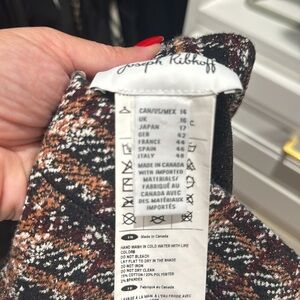 Joseph Ribkoff
CAN/US/MEX 14
UK 16
JAPAN 17
GER 42
FRANCE 44
SPAIN 46
ITALY 48
MADE IN CANADA
WITH IMPORTED
MATERIALS/
FABRIQUÉ AU
CANADA AVEC
DES MATÉRIAUX
IMPORTÉS
Made in Canada
HAND WASH IN COLD WATER WITH LIKE
COLORS
DO NOT BLEACH
LAY FLAT TO DRY IN THE SHADE
DO NOT IRON
DO NOT DRY CLEAN
POLYESTER
Fabriqué au Canada